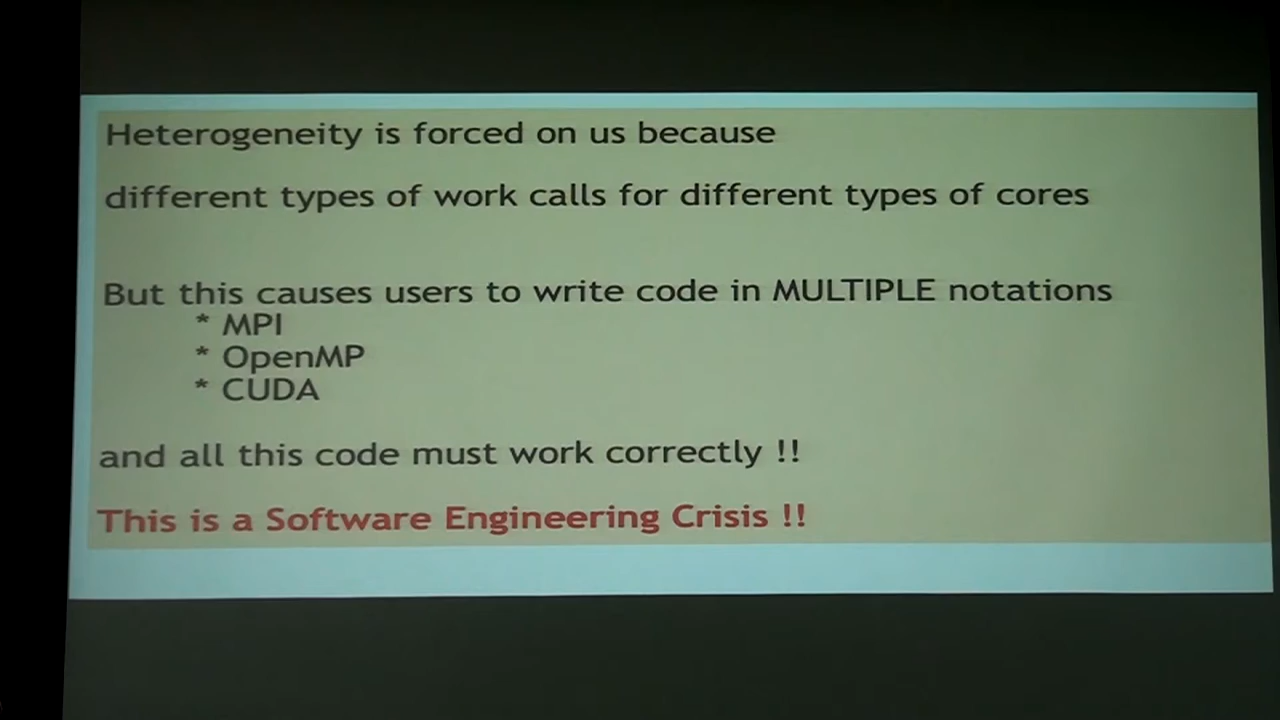 Heterogeneity is forced on us because
different types of work calls for different types of cores
But this causes users to write code in MULTIPLE notations
* MPI
* OpenMP
* CUDA
and all this code must work correctly !!
This is a Software Engineering Crisis !!